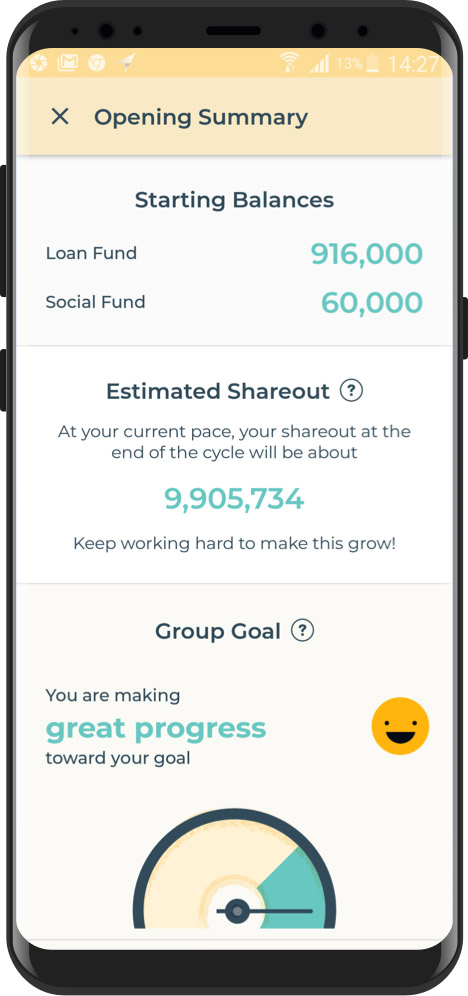 13% 14:27
Opening Summary
Starting Balances
Loan Fund 916,000
Social Fund 60,000
Estimated Shareout ?
At your current pace, your shareout at the
end of the cycle will be about
9,905,734
Keep working hard to make this grow!
Group Goal ?
You are making
great progress
toward your goal